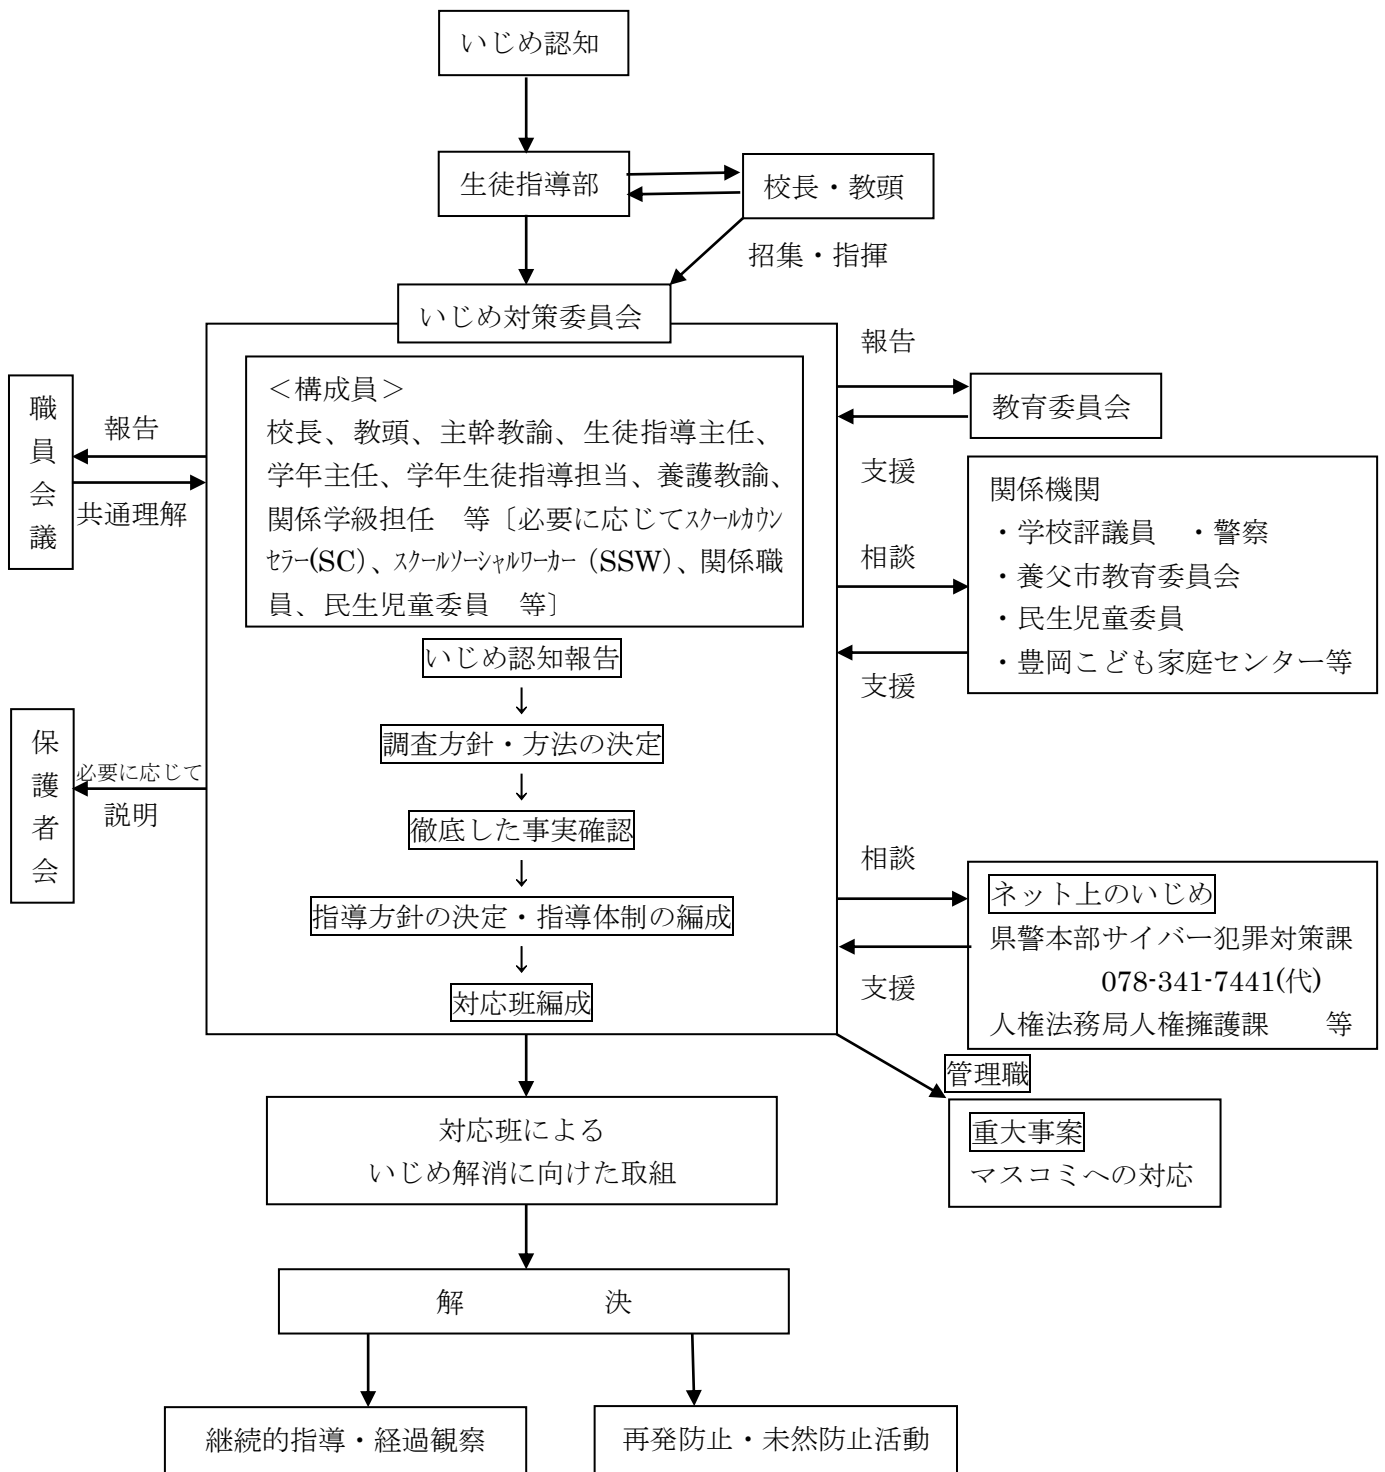 いじめ認知
生徒指導部
校長・教頭
招集・指揮
いじめ対策委員会
＜構成員＞
校長、教頭、主幹教諭、生徒指導主任、
学年主任、学年生徒指導担当、養護教諭、
関係学級担任　等〔必要に応じてｽｸｰﾙｶｳﾝ
ｾﾗｰ(SC)、ｽｸｰﾙｿｰｼｬﾙﾜｰｶｰ（SSW）、関係職
員、民生児童委員　等〕
いじめ認知報告
↓
調査方針・方法の決定
↓
徹底した事実確認
↓
指導方針の決定・指導体制の編成
↓
対応班編成
職員会議
報告
共通理解
保護者会
必要に応じて
説明
報告
教育委員会
支援
関係機関
・学校評議員　・警察
・養父市教育委員会
・民生児童委員
・豊岡こども家庭センター等
相談
支援
相談
ネット上のいじめ
県警本部サイバー犯罪対策課
078-341-7441(代)
人権法務局人権擁護課　　等
支援
管理職
重大事案
マスコミへの対応
対応班による
いじめ解消に向けた取組
解　　　　　決
継続的指導・経過観察
再発防止・未然防止活動